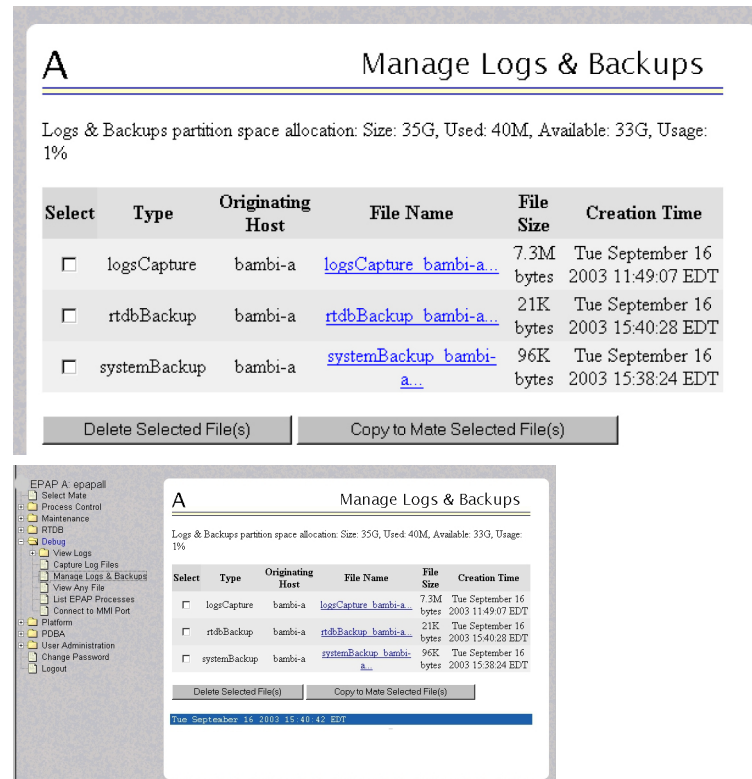 A
Manage Logs & Backups
Logs & Backups partition space allocation: Size: 35G, Used: 40M, Available: 33G, Usage:
1%
Select Type Originating Host File Name File Size Creation Time
logsCapture bambi-a logsCapture_bambi-a... 7.3M bytes Tue September 16 2003 11:49:07 EDT
rtdbBackup bambi-a rtdbBackup_bambi-a... 21K bytes Tue September 16 2003 15:40:28 EDT
systemBackup bambi-a systemBackup_bambi-a... 96K bytes Tue September 16 2003 15:38:24 EDT
Delete Selected File(s) Copy to Mate Selected File(s)
EPAP A: epapall
Select Mate
Process Control
Maintenance
RTDB
Debug
View Logs
Capture Log Files
Manage Logs & Backups
View Any File
List EPAP Processes
Connect to MMI Port
Platform
PDBA
User Administration
Change Password
Logout
A
Manage Logs & Backups
Logs & Backups partition space allocation: Size: 35G, Used: 40M, Available: 33G, Usage:
1%
Select Type Originating Host File Name File Size Creation Time
logsCapture bambi-a logsCapture_bambi-a... 7.3M bytes Tue September 16 2003 11:49:07 EDT
rtdbBackup bambi-a rtdbBackup_bambi-a... 21K bytes Tue September 16 2003 15:40:28 EDT
systemBackup bambi-a systemBackup_bambi-a... 96K bytes Tue September 16 2003 15:38:24 EDT
Delete Selected File(s) Copy to Mate Selected File(s)
Tue September 16 2003 15:40:42 EDT